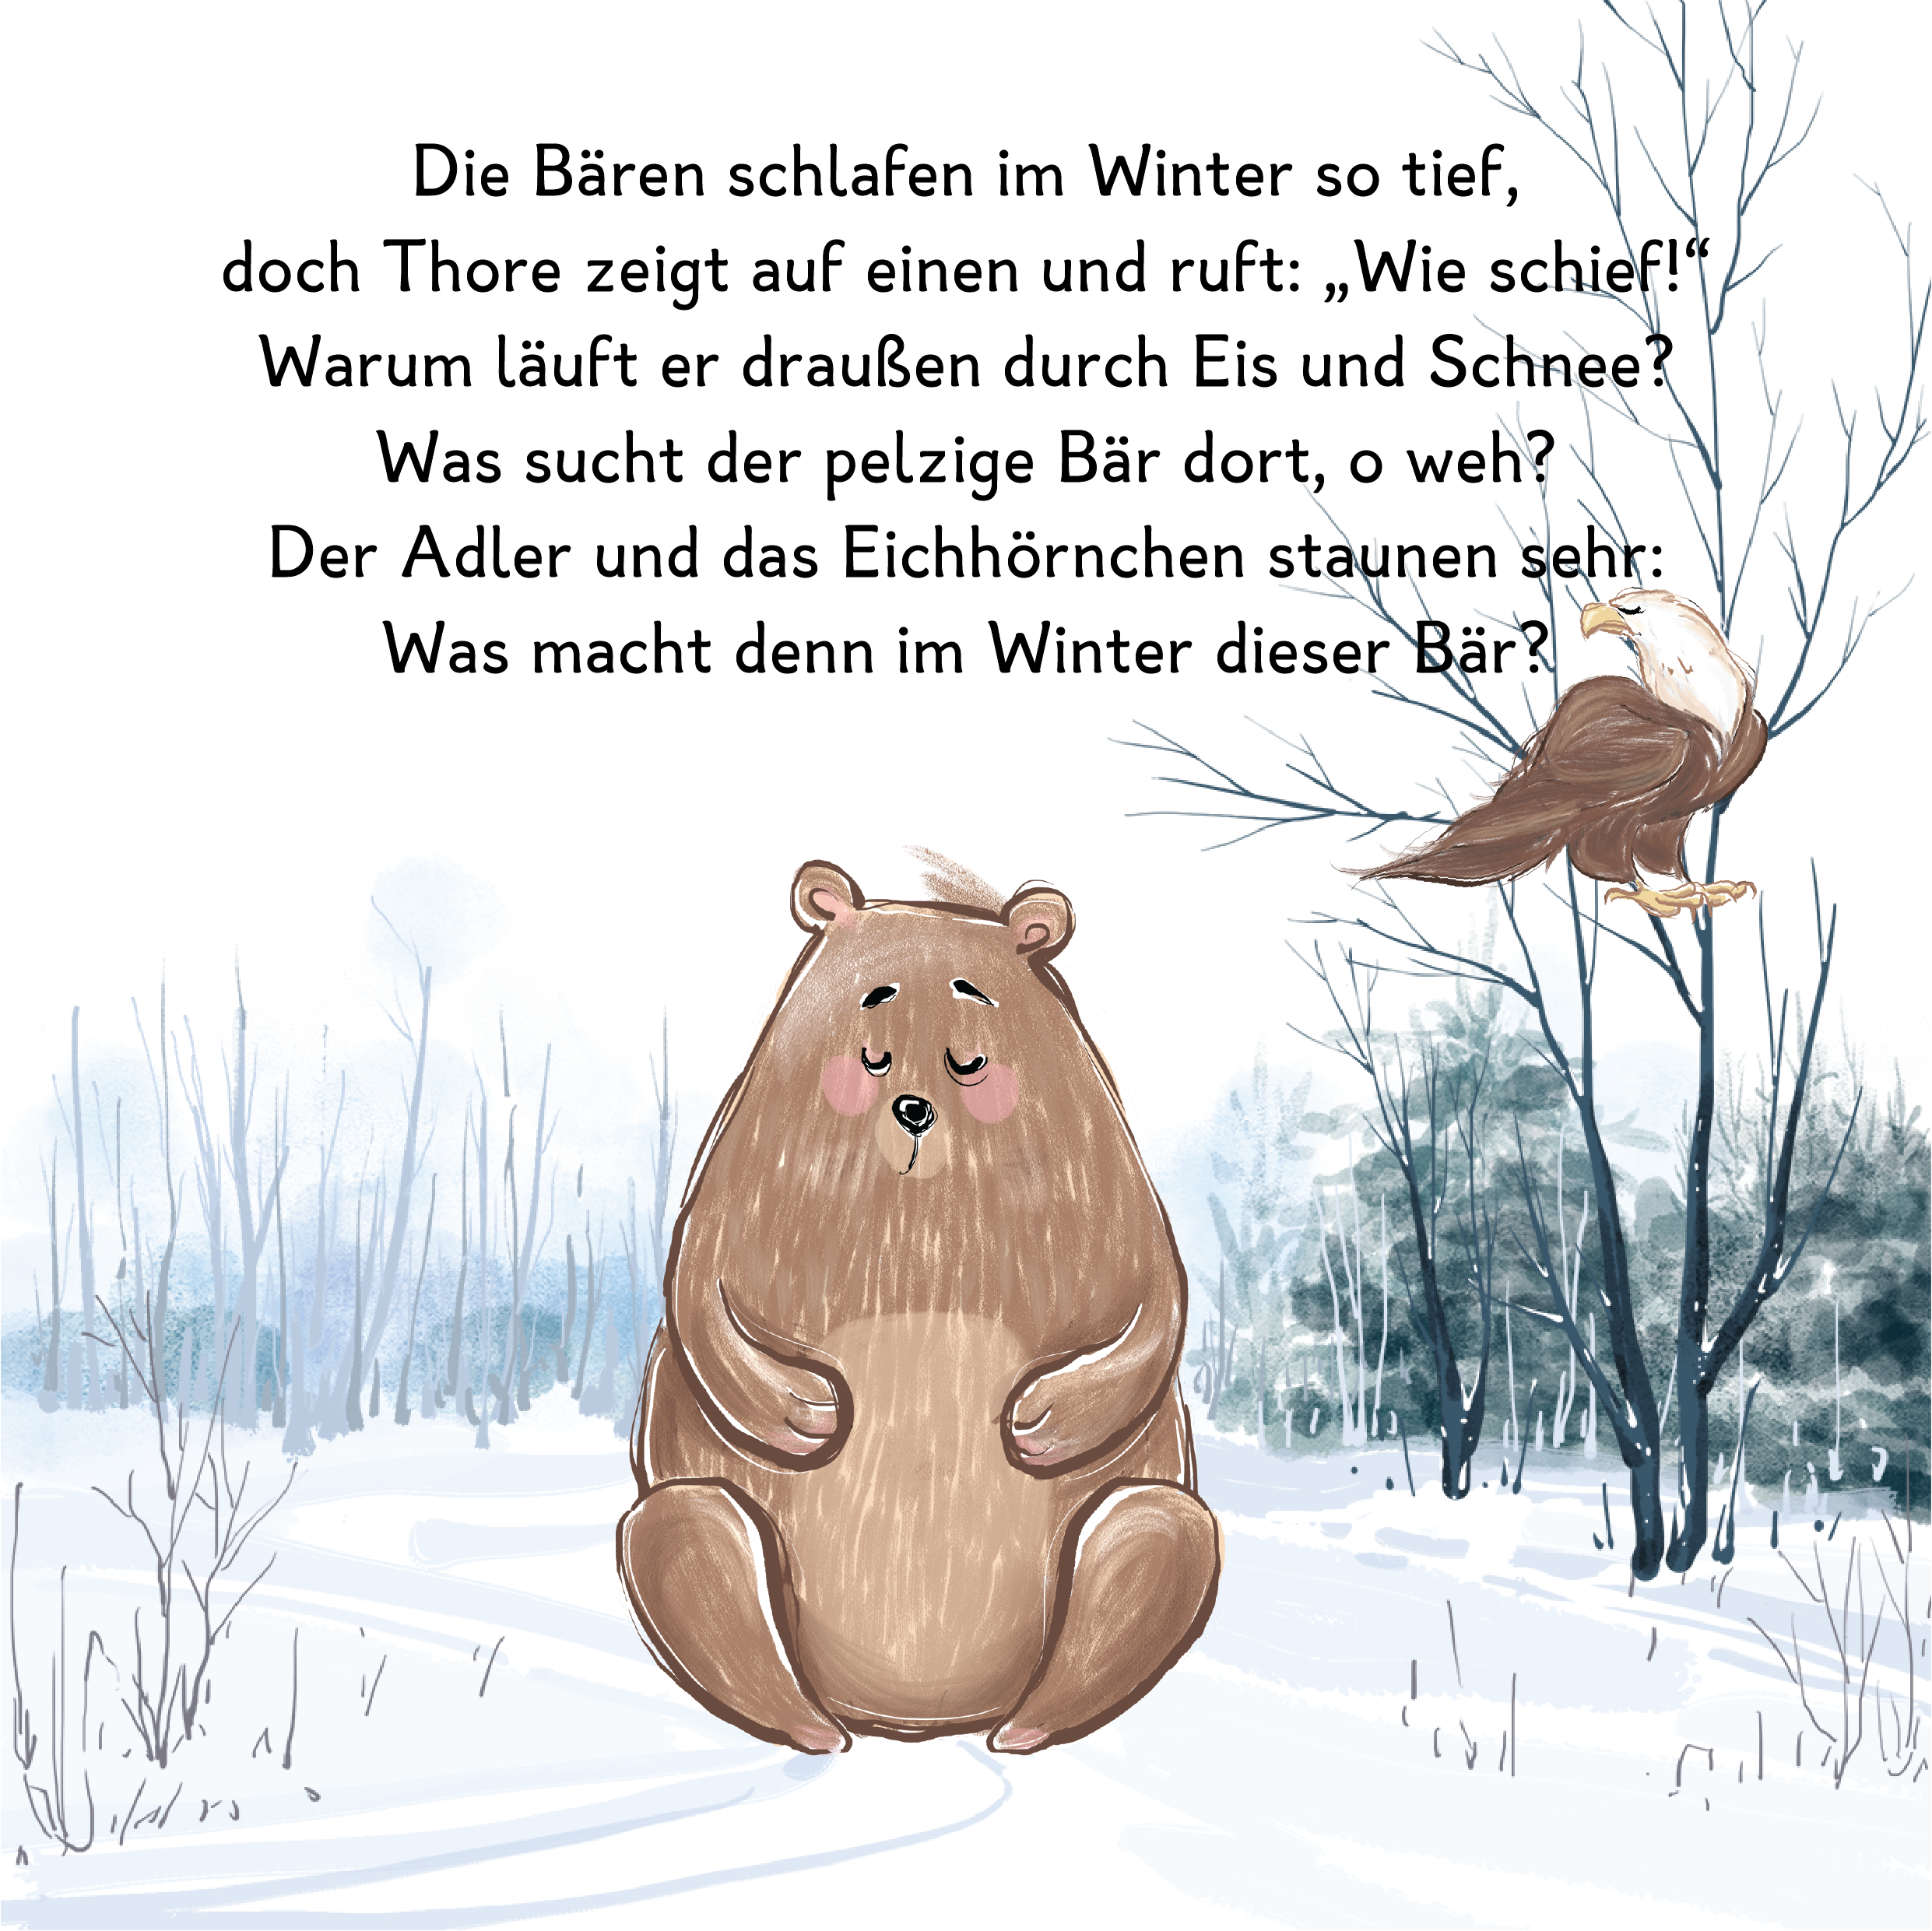 Die Bären schlafen im Winter so tief,
doch Thore zeigt auf einen und ruft: „Wie schief!“
Warum läuft er draußen durch Eis und Schnee?
Was sucht der pelzige Bär dort, o weh?
Der Adler und das Eichhörnchen staunen sehr:
Was macht denn im Winter dieser Bär?